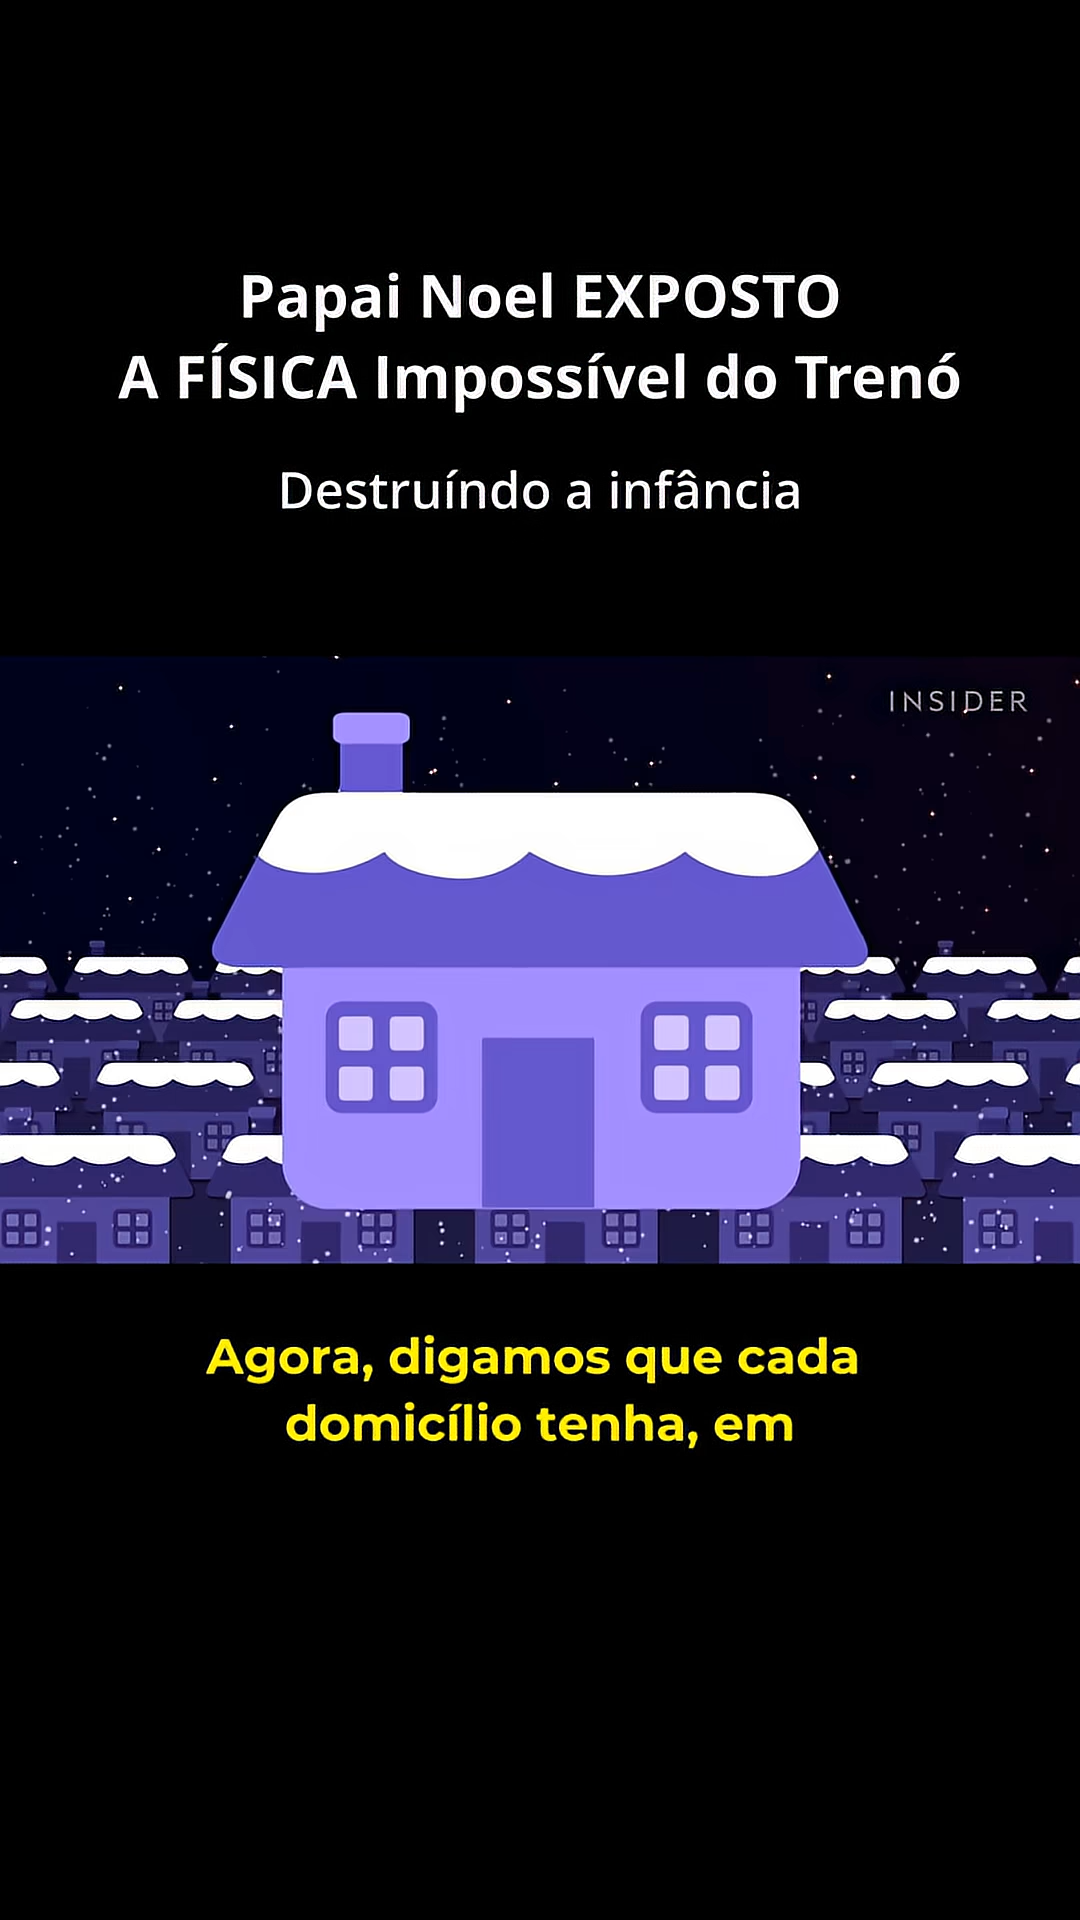 Papai Noel EXPOSTO
A FÍSICA Impossível do Trenó
Destruíndo a infância
INSIDER
Agora, digamos que cada
domicílio tenha, em